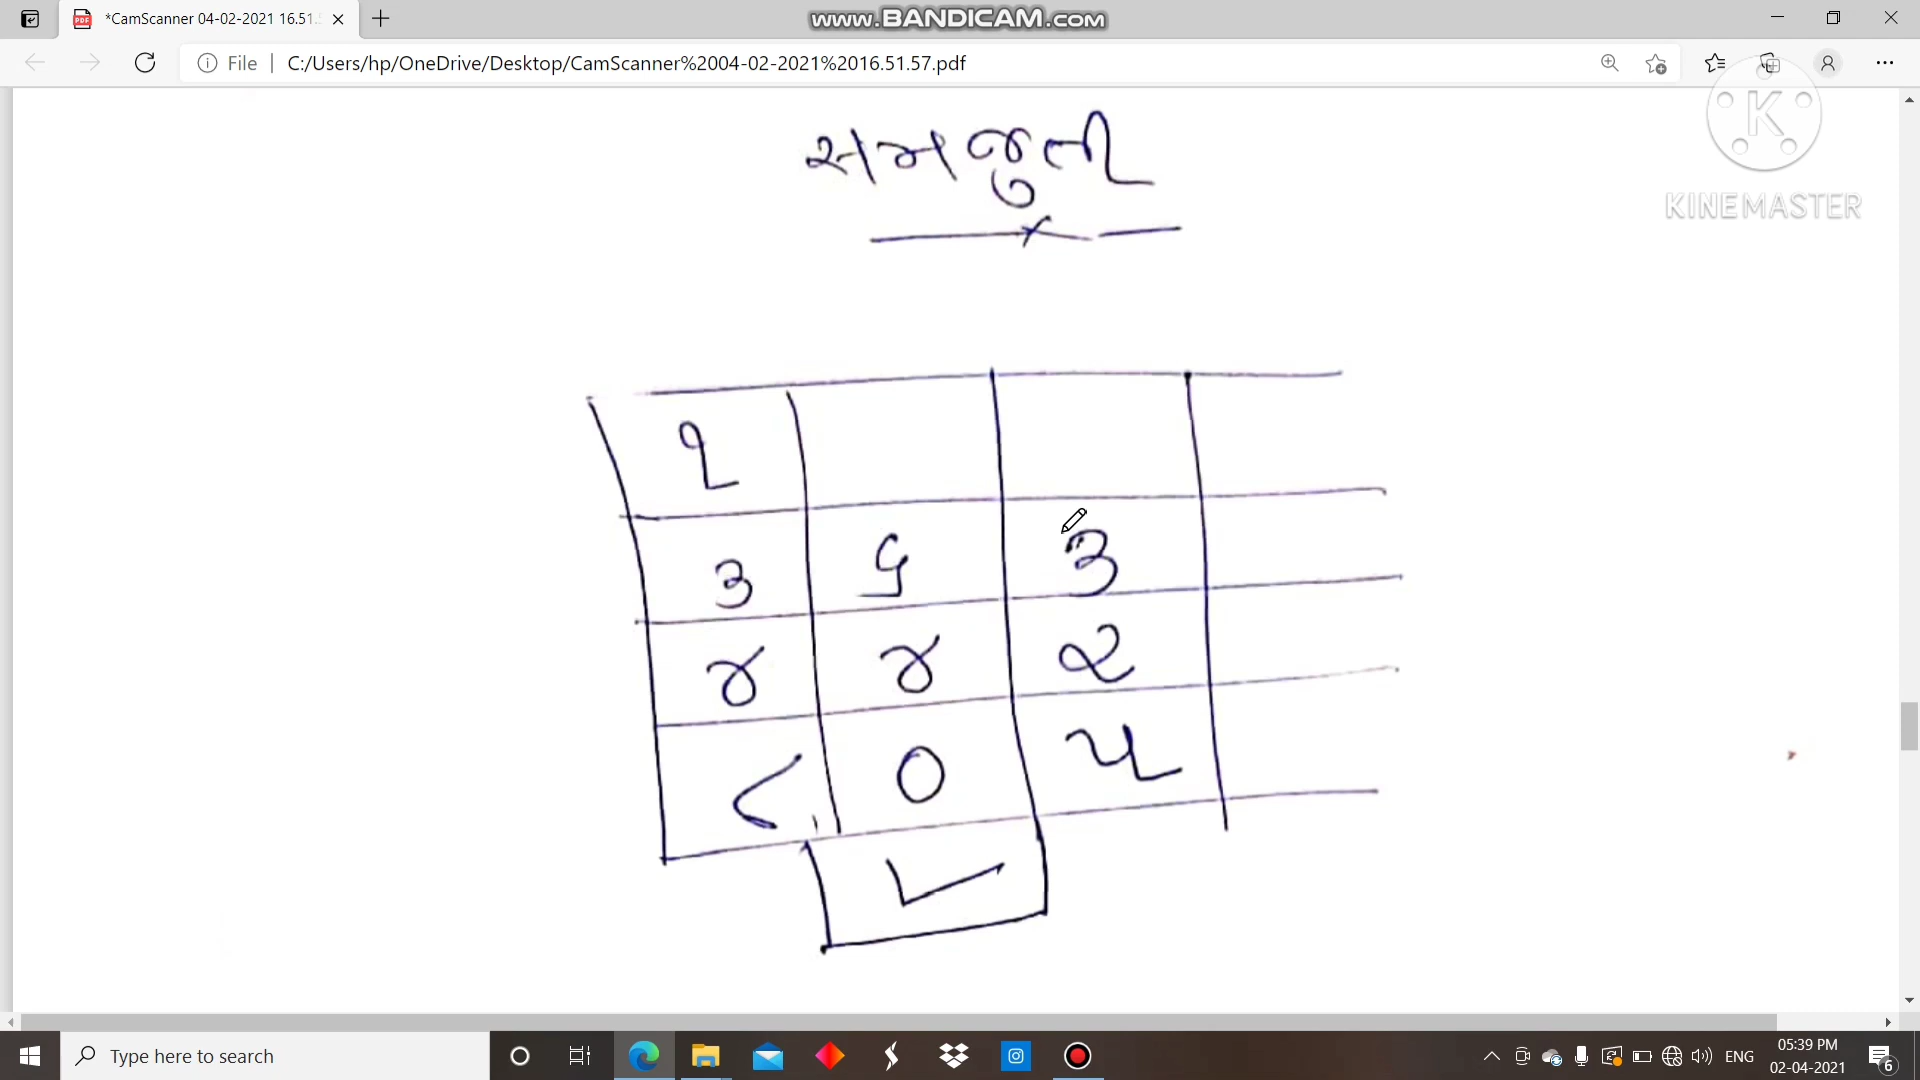 *CamScanner 04-02-2021 16.51.
www.BANDICAM.com
File C:/Users/hp/OneDrive/Desktop/CamScanner%2004-02-2021%2016.51.57.pdf
K
KINEMASTER
સમજુતી
૧
૩ ૬ ૩
૪ ૪ ૨
૮ ૦ ૫
Type here to search
ENG
05:39 PM
02-04-2021
6